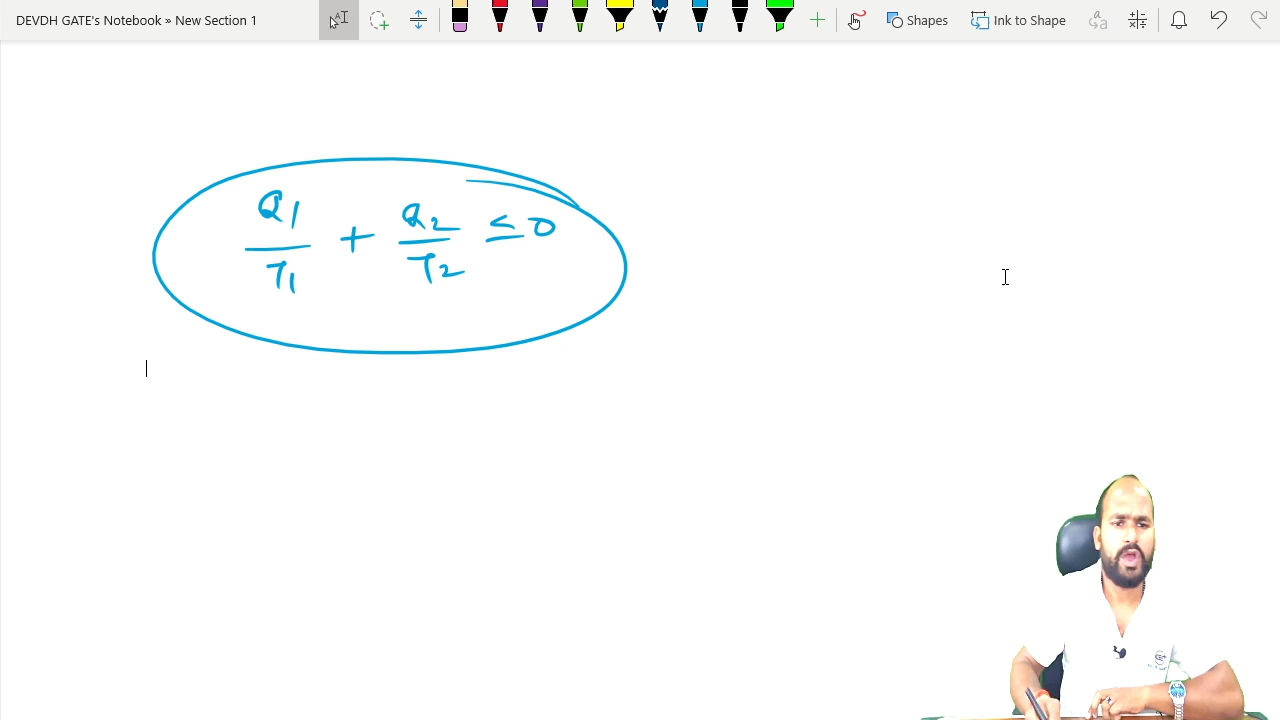 DEVDH GATE's Notebook » New Section 1
Shapes
Ink to Shape
Q1/T1 + Q2/T2 ≤ 0